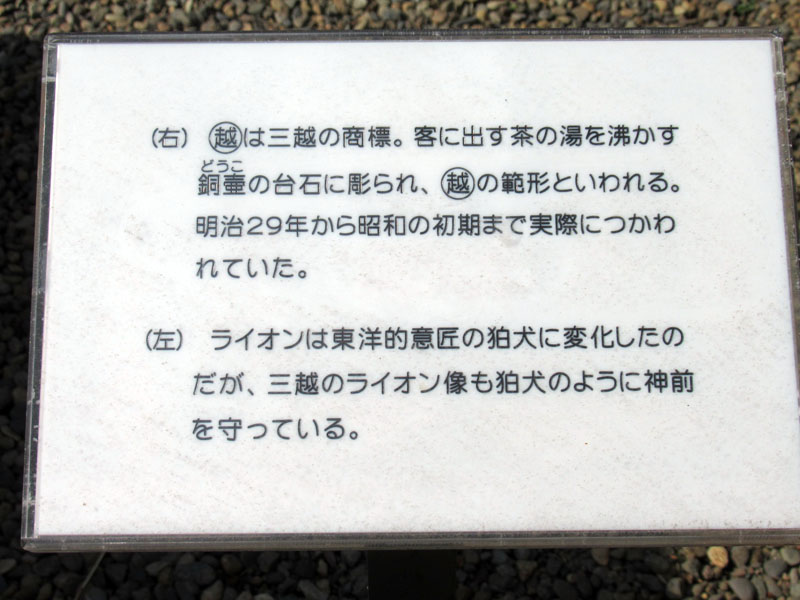 (右) ㊥越は三越の商標。客に出す茶の湯を沸かす
どうこ
銅壷の台石に彫られ、越の範形といわれる。
明治29年から昭和の初期まで実際につかわ
れていた。
(左) ライオンは東洋的意匠の狛犬に変化したの
だが、三越のライオン像も狛犬のように神前
を守っている。